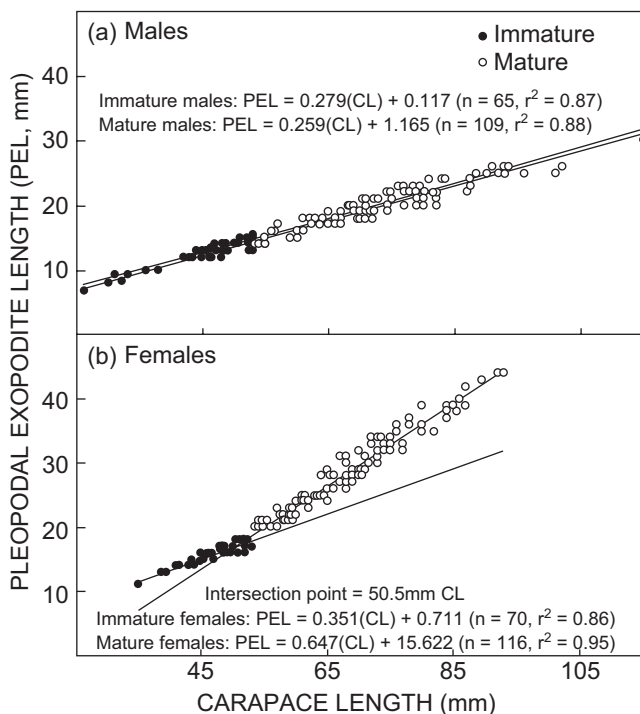 PLEOPODAL EXOPODITE LENGTH (PEL, mm)
(a) Males
Immature
Mature
Immature males: PEL = 0.279(CL) + 0.117 (n = 65, r² = 0.87)
Mature males: PEL = 0.259(CL) + 1.165 (n = 109, r² = 0.88)
40
30
20
10
(b) Females
40
30
20
10
Intersection point = 50.5mm CL
Immature females: PEL = 0.351(CL) + 0.711 (n = 70, r² = 0.86)
Mature females: PEL = 0.647(CL) + 15.622 (n = 116, r² = 0.95)
45 65 85 105
CARAPACE LENGTH (mm)